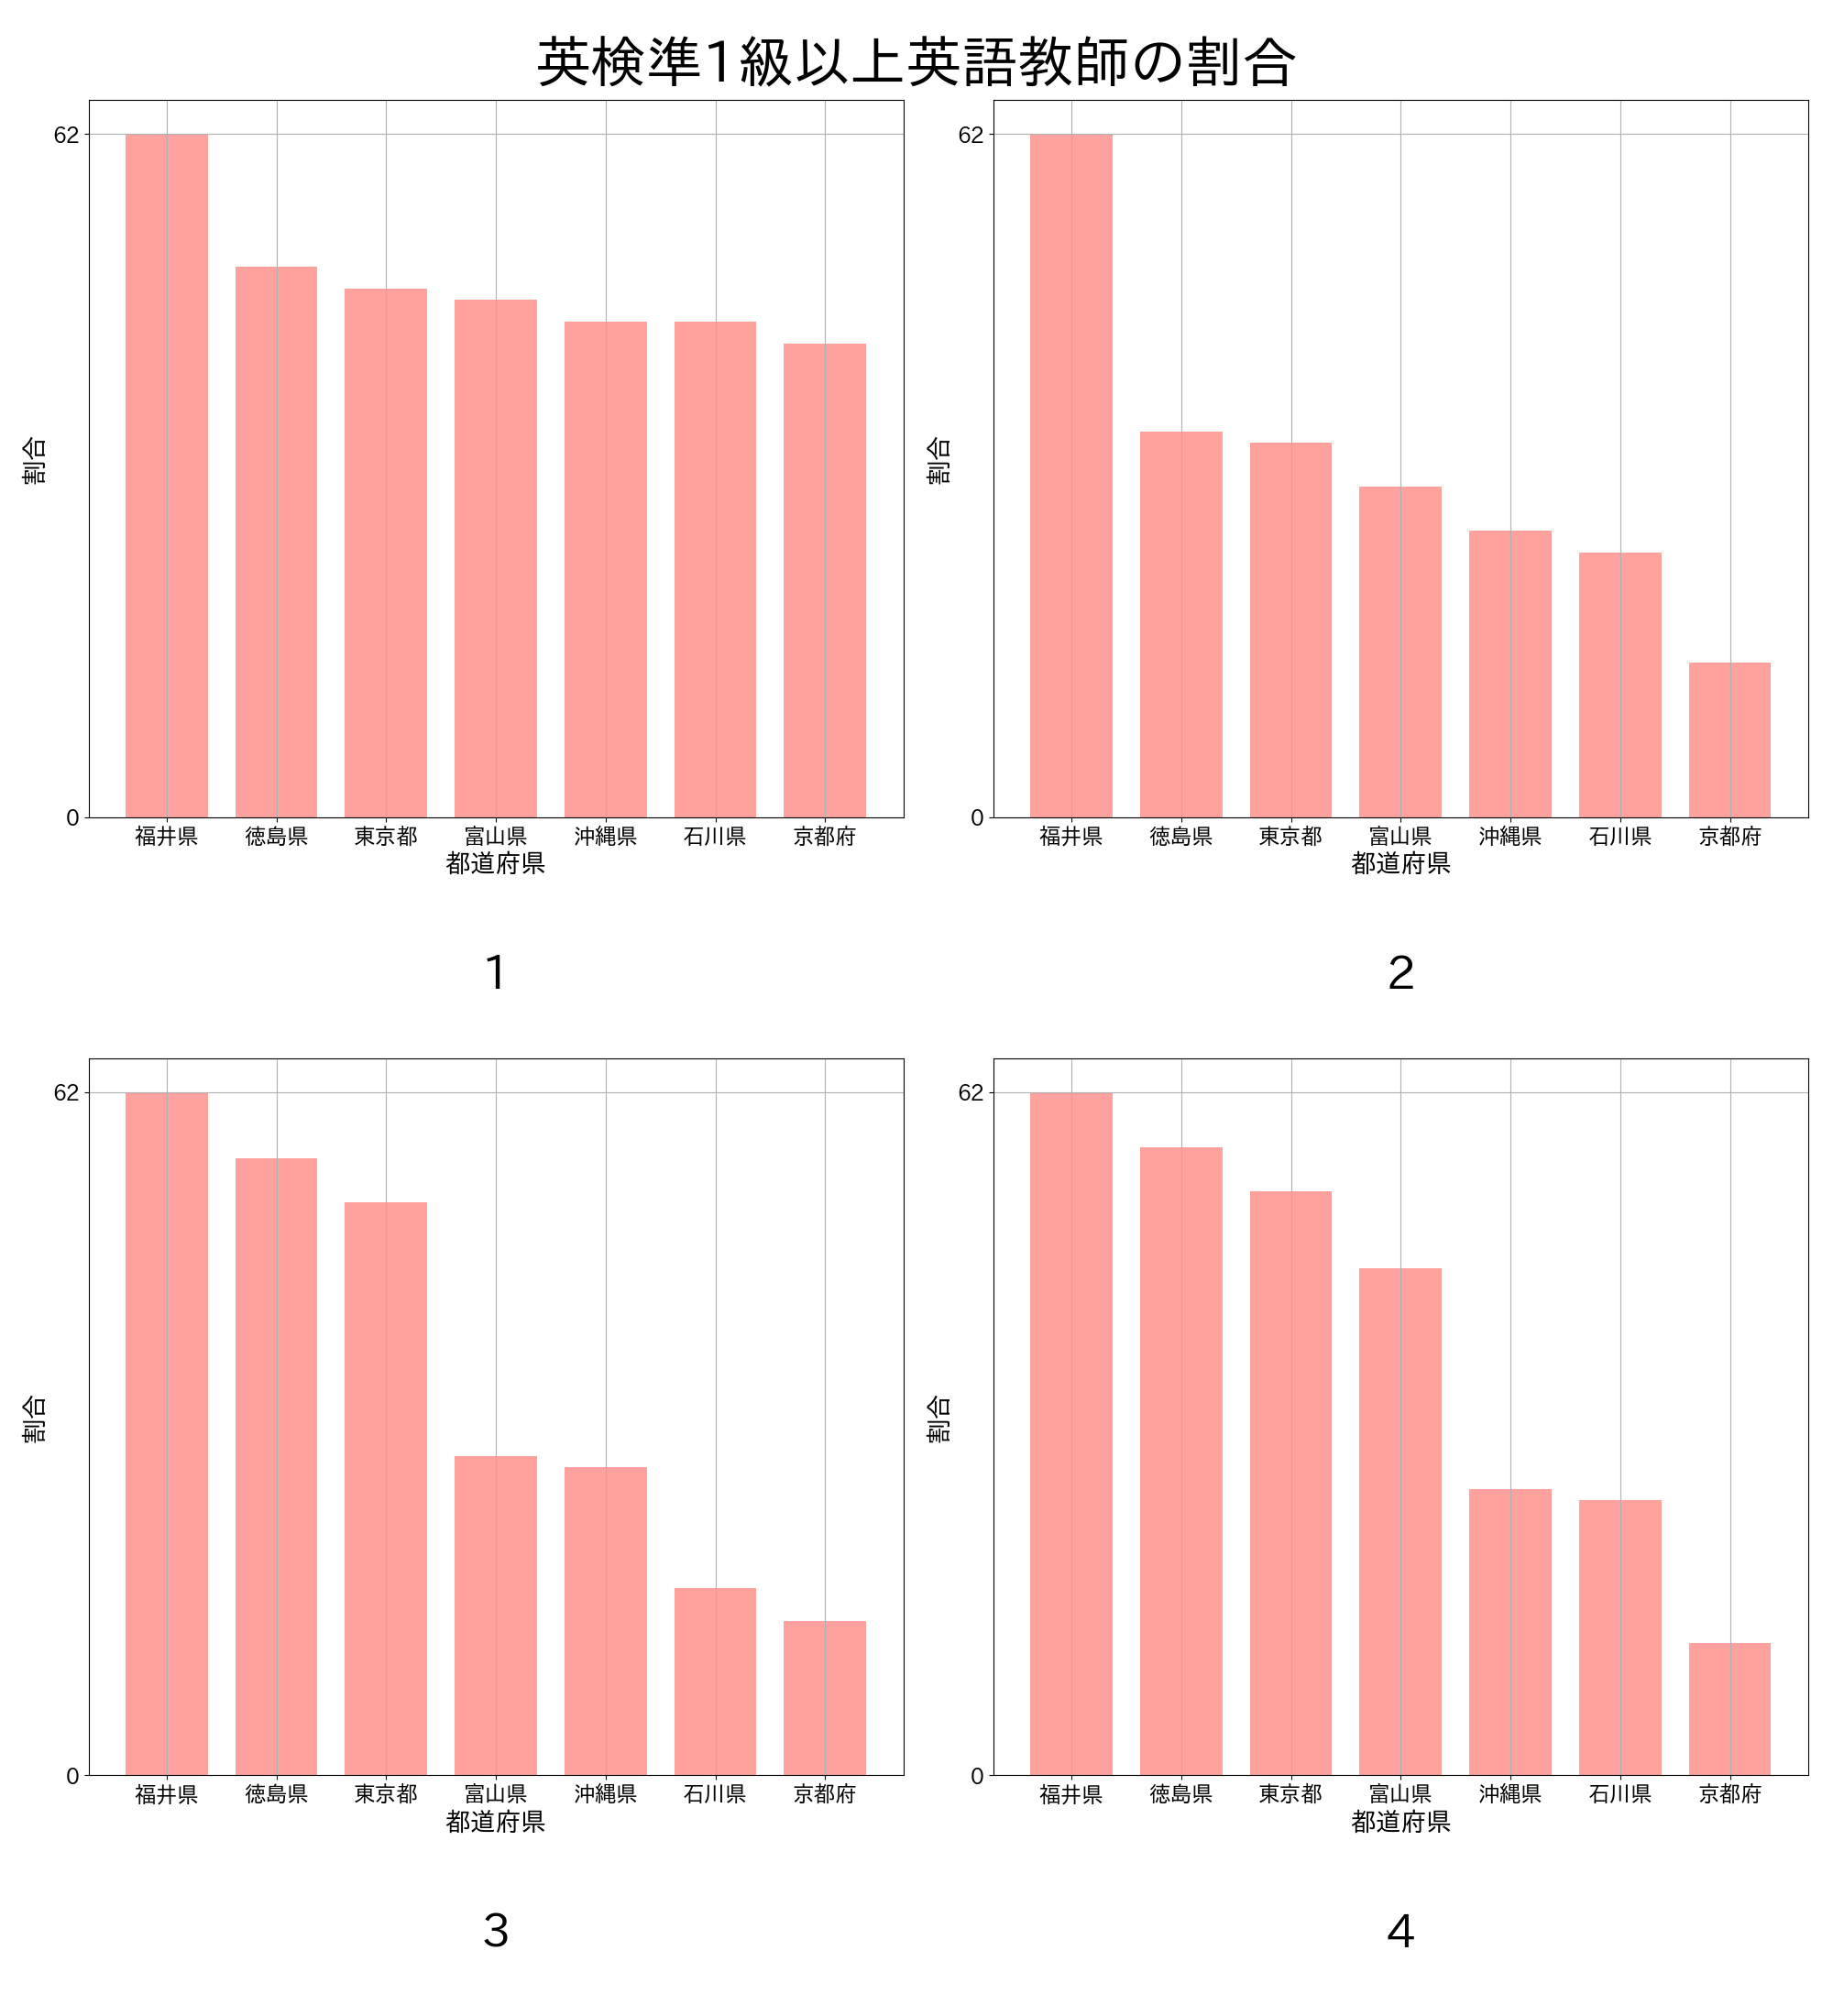 英検準1級以上英語教師の割合
62
0
割合
福井県 徳島県 東京都 富山県 沖縄県 石川県 京都府
都道府県
1
62
0
割合
福井県 徳島県 東京都 富山県 沖縄県 石川県 京都府
都道府県
2
62
0
割合
福井県 徳島県 東京都 富山県 沖縄県 石川県 京都府
都道府県
3
62
0
割合
福井県 徳島県 東京都 富山県 沖縄県 石川県 京都府
都道府県
4